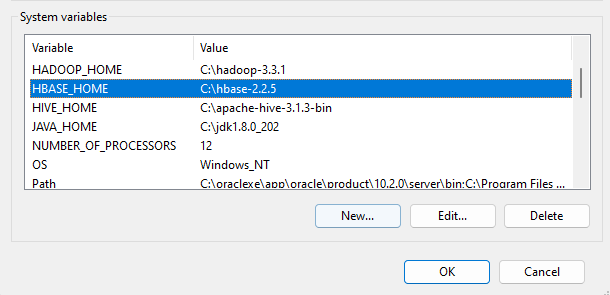 System variables
Variable Value
HADOOP_HOME C:\hadoop-3.3.1
HBASE_HOME C:\hbase-2.2.5
HIVE_HOME C:\apache-hive-3.1.3-bin
JAVA_HOME C:\jdk1.8.0_202
NUMBER_OF_PROCESSORS 12
OS Windows_NT
Path C:\oraclexe\app\oracle\product\10.2.0\server\bin;C:\Program Files ...
New... Edit... Delete
OK Cancel